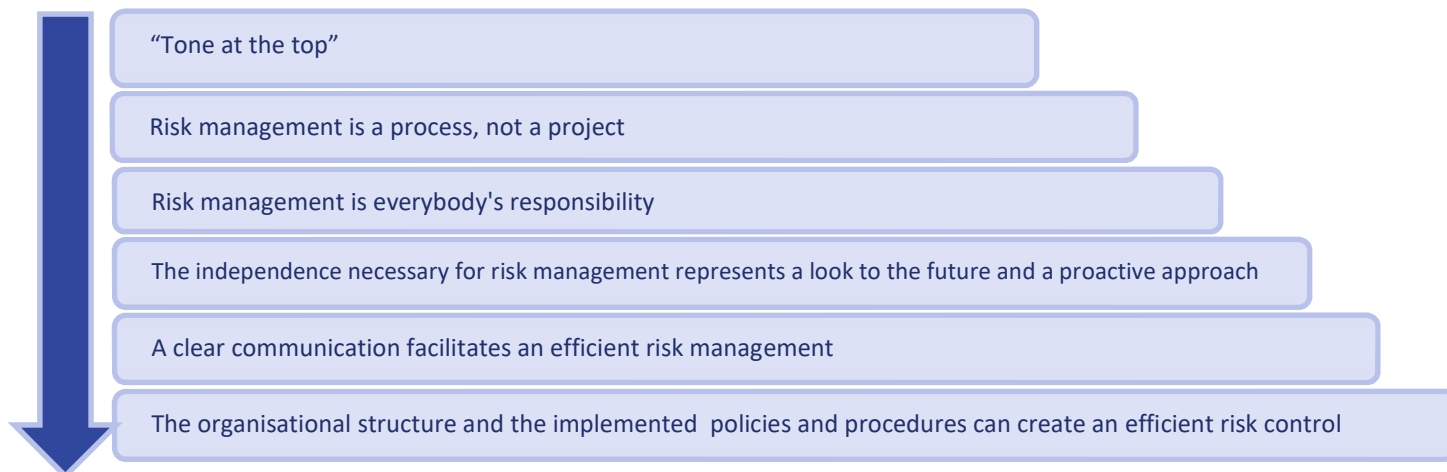 “Tone at the top”
Risk management is a process, not a project
Risk management is everybody's responsibility
The independence necessary for risk management represents a look to the future and a proactive approach
A clear communication facilitates an efficient risk management
The organisational structure and the implemented  policies and procedures can create an efficient risk control